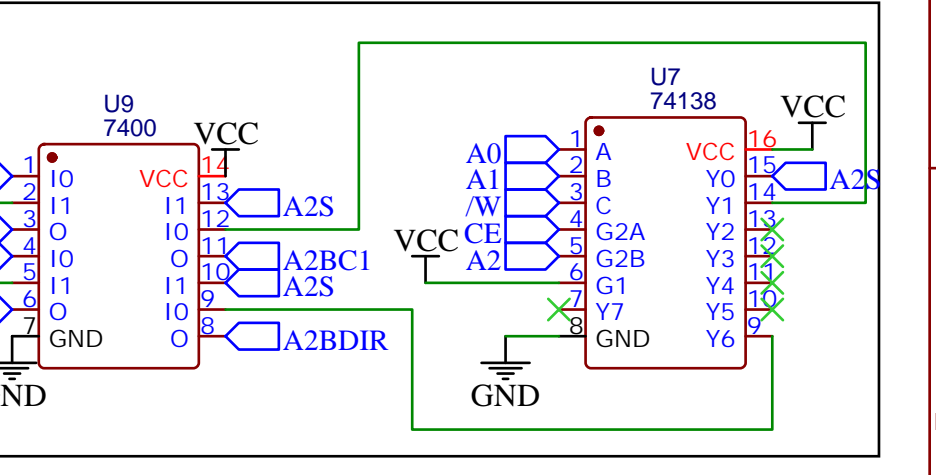 U9
7400
VCC
1
2
3
4
5
6
7
I0
I1
O
I0
I1
O
GND
VCC
I1
I0
O
I1
I0
O
14
13
12
11
10
9
8
A2S
A2BC1
A2S
A2BDIR
ND
U7
74138
VCC
A0
A1
/W
CE
A2
VCC
GND
1
2
3
4
5
6
7
8
A
B
C
G2A
G2B
G1
Y7
GND
VCC
Y0
Y1
Y2
Y3
Y4
Y5
Y6
16
15
14
13
12
11
10
9
A2S